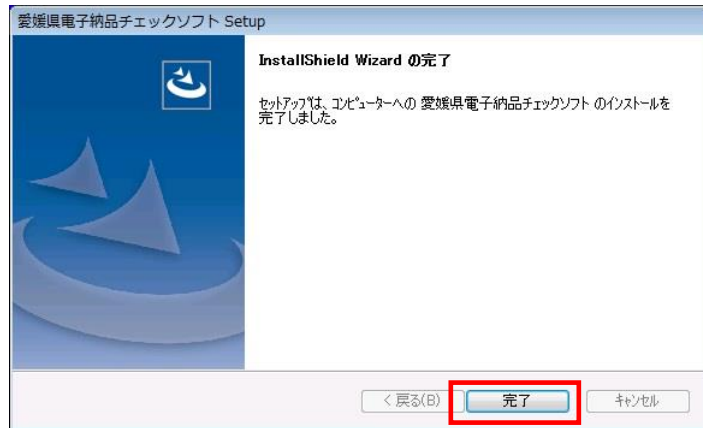 愛媛県電子納品チェックソフト Setup
InstallShield Wizard の完了
ｾｯﾄｱｯﾌﾟは、ｺﾝﾋﾟｭｰﾀｰへの 愛媛県電子納品チェックソフト のｲﾝｽﾄｰﾙを
完了しました。
< 戻る(B)
完了
ｷｬﾝｾﾙ